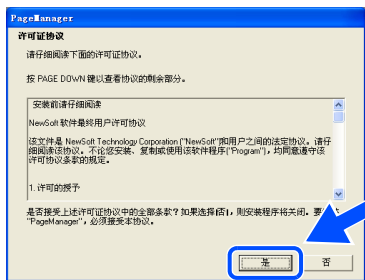 PageManager
许可证协议
请仔细阅读下面的许可证协议。
按 PAGE DOWN 键以查看协议的剩余部分。
安装前请仔细阅读
NewSoft 软件最终用户许可协议
该文件是 NewSoft Technology Corporation ("NewSoft")和用户之间的法定协议。请仔
细阅读该协议。不论您安装、复制或使用该软件程序("Program")，均同意遵守该
许可协议条款的规定。
1. 许可的授予
是否接受上述许可证协议中的全部条款？如果选择[否]，则安装程序将关闭。要
"PageManager"，必须接受本协议。
是
否